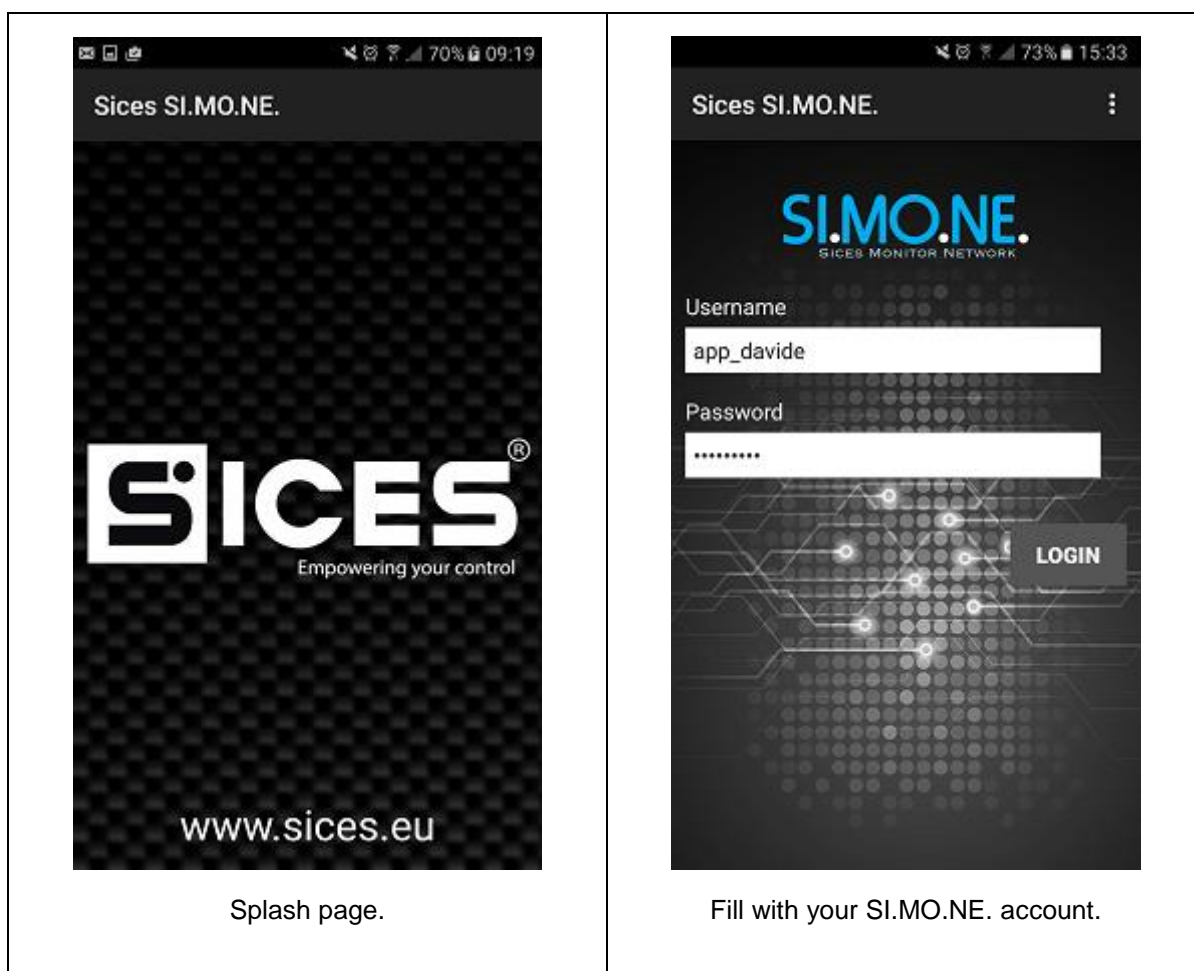 70% 09:19
Sices SI.MO.NE.
SICES®
Empowering your control
www.sices.eu
Splash page.
73% 15:33
Sices SI.MO.NE.
SI.MO.NE.
SICES MONITOR NETWORK
Username
app_davide
Password
•••••••••
LOGIN
Fill with your SI.MO.NE. account.